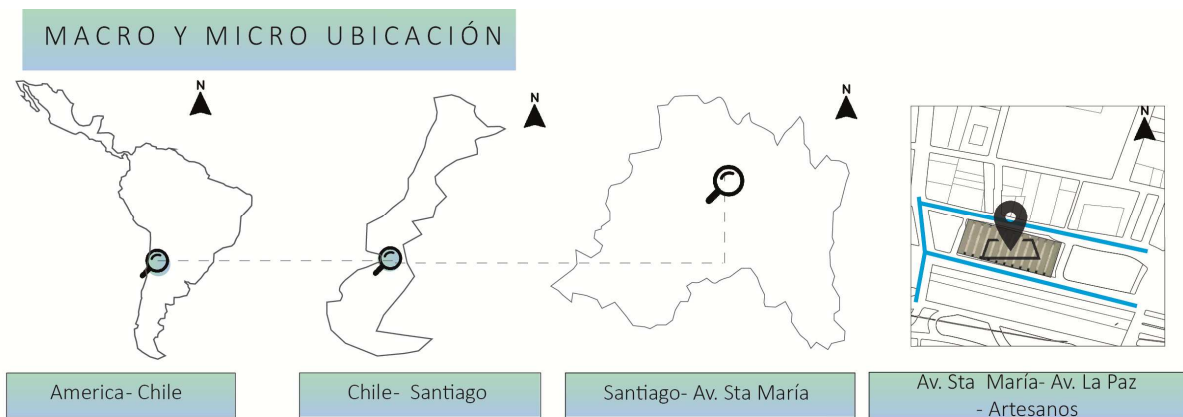 MACRO Y MICRO UBICACIÓN
N
N
N
N
America- Chile
Chile- Santiago
Santiago- Av. Sta María
Av. Sta María- Av. La Paz
- Artesanos